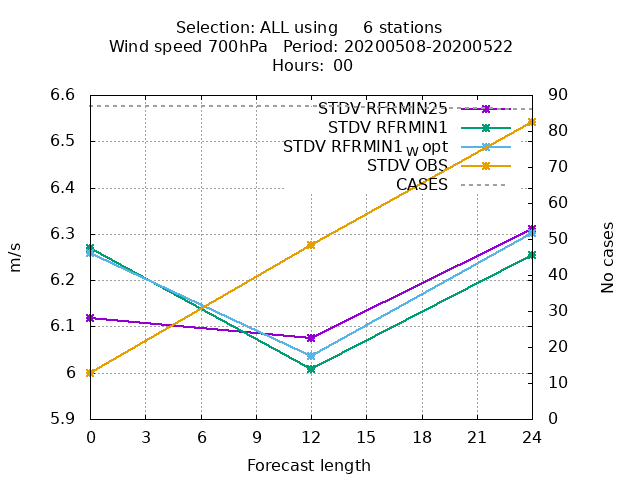 Selection: ALL using 6 stations
Wind speed 700hPa Period: 20200508-20200522
Hours: 00
STDV RFRMIN25
STDV RFRMIN1
STDV RFRMIN1 W opt
STDV OBS
CASES
6.6
6.5
6.4
6.3
6.2
6.1
6
5.9
90
80
70
60
50
40
30
20
10
0
m/s
No cases
0 3 6 9 12 15 18 21 24
Forecast length